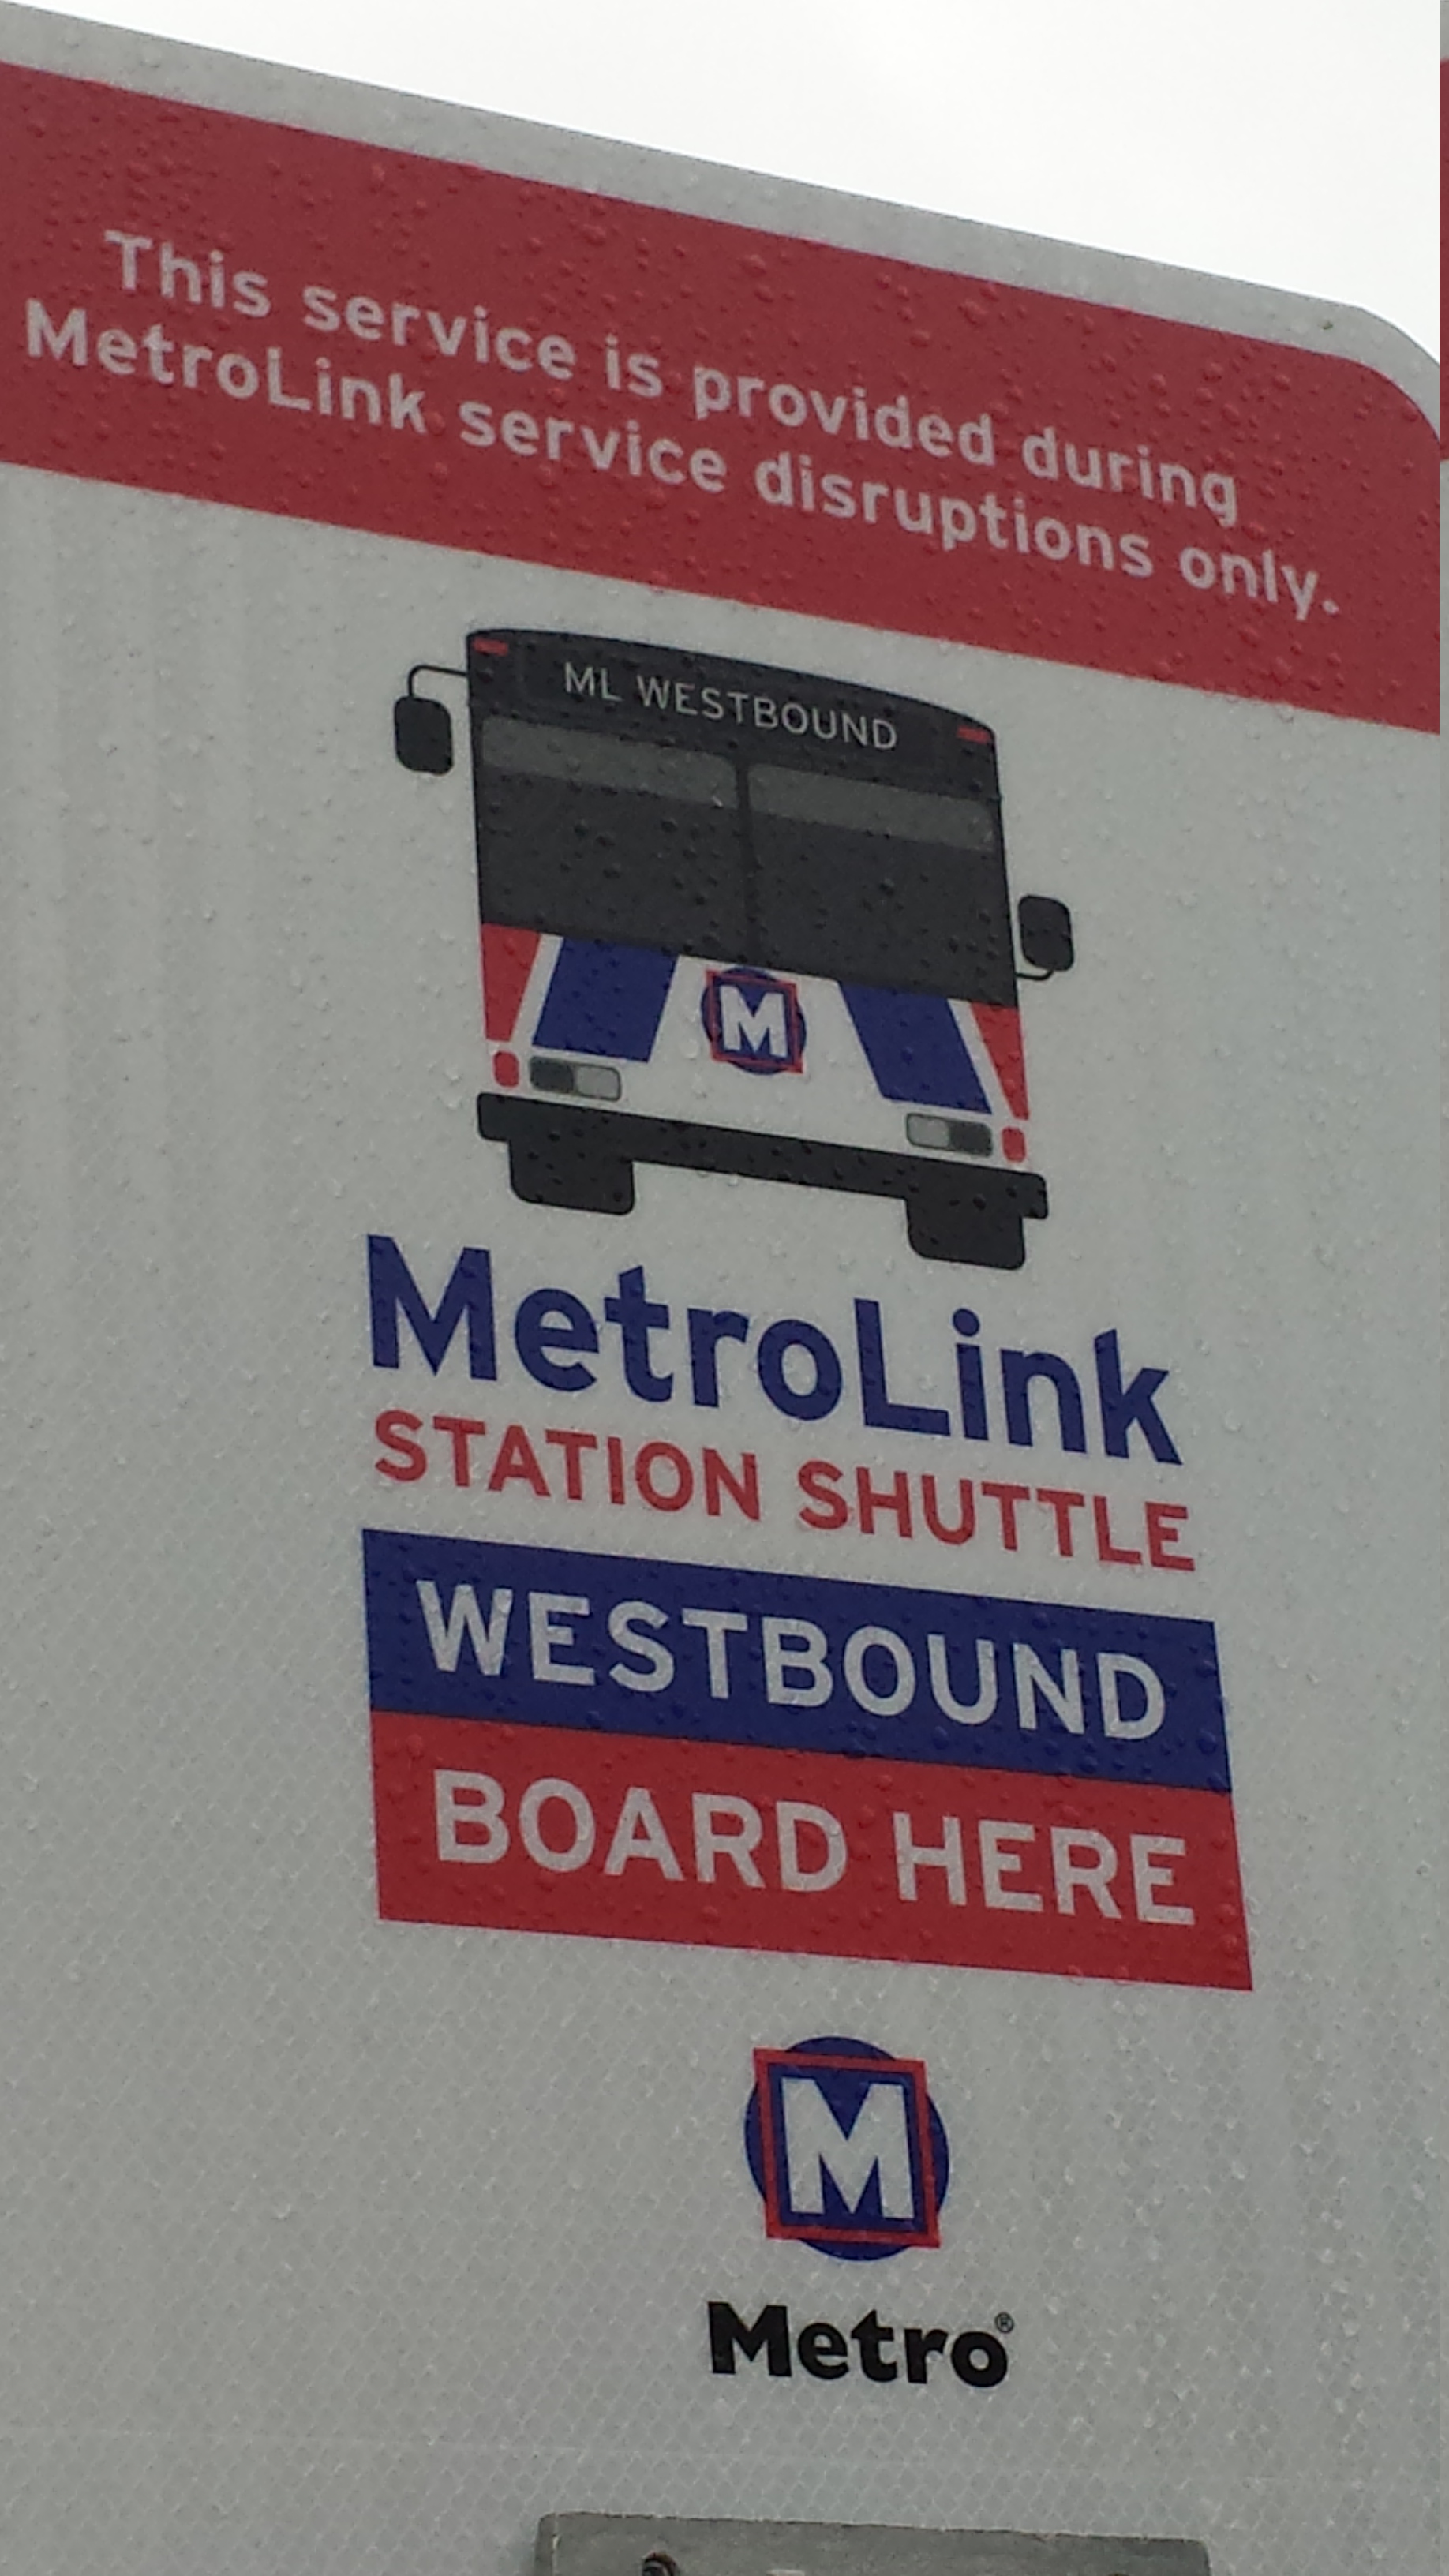 This service is provided during
MetroLink service disruptions only.
ML WESTBOUND
M
MetroLink
STATION SHUTTLE
WESTBOUND
BOARD HERE
M
Metro®